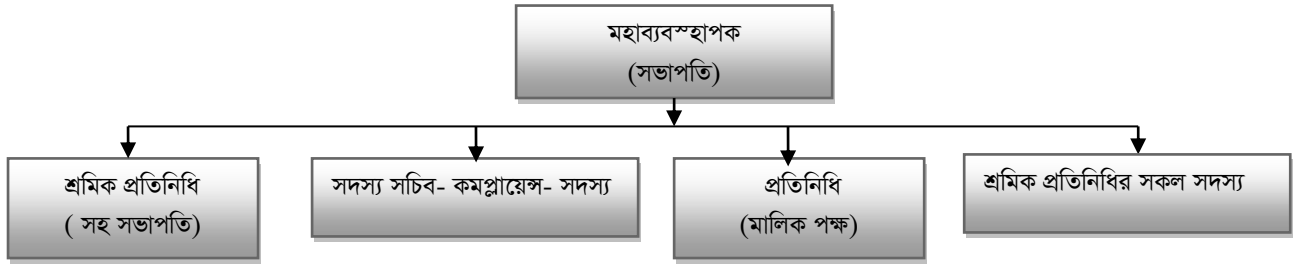 মহাব্যবস্হাপক
(সভাপতি)
শ্রমিক প্রতিনিধি
( সহ সভাপতি)
সদস্য সচিব- কমপ্লায়েন্স- সদস্য
প্রতিনিধি
(মালিক পক্ষ)
শ্রমিক প্রতিনিধির সকল সদস্য